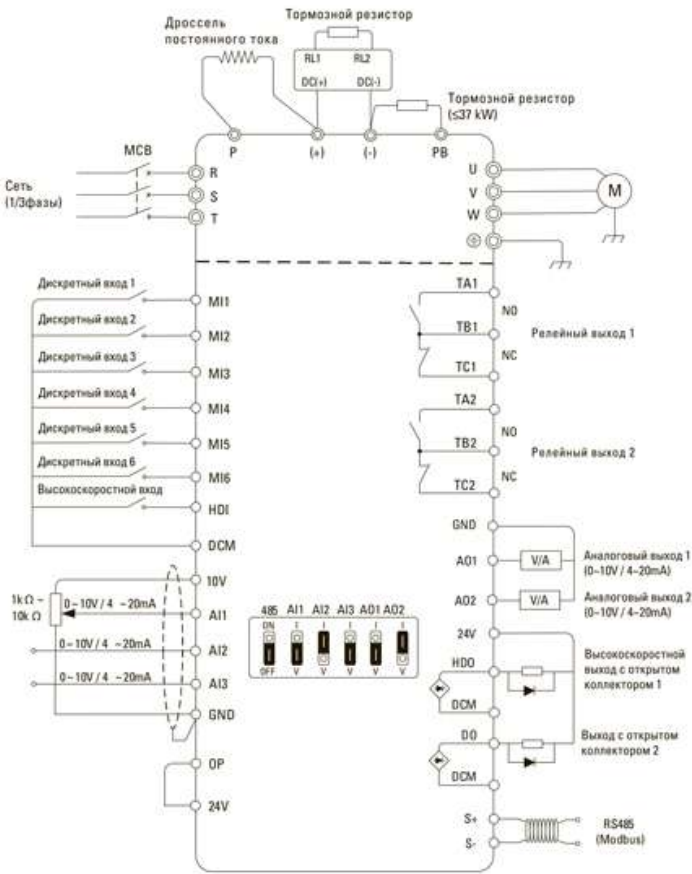 Тормозной резистор
Дроссель
постоянного тока
RL1 RL2
DC(+) DC(-)
Тормозной резистор
(≤37 kW)
P (+) (-) PB
MCB
Сеть
(1/3фазы)
R
S
T
U
V
W
M
Дискретный вход 1
MI1
Дискретный вход 2
MI2
Дискретный вход 3
MI3
Дискретный вход 4
MI4
Дискретный вход 5
MI5
Дискретный вход 6
MI6
Высокоскоростной вход
HDI
DCM
TA1
NO
TB1
Релейный выход 1
NC
TC1
TA2
NO
TB2
Релейный выход 2
NC
TC2
10V
1k Ω ~
10k Ω
0~10V / 4 ~20mA
AI1
0~10V / 4 ~20mA
AI2
0~10V / 4 ~20mA
AI3
GND
OP
24V
485 AI1 AI2 AI3 AO1 AO2
ON I I I I I
OFF V V V V V
GND
AO1
V/A
Аналоговый выход 1
(0~10V / 4~20mA)
AO2
V/A
Аналоговый выход 2
(0~10V / 4~20mA)
24V
HDO
Высокоскоростной
выход с открытом
коллектором 1
DCM
DO
Выход с открытом
коллектором 2
DCM
S+
S-
RS485
(Modbus)